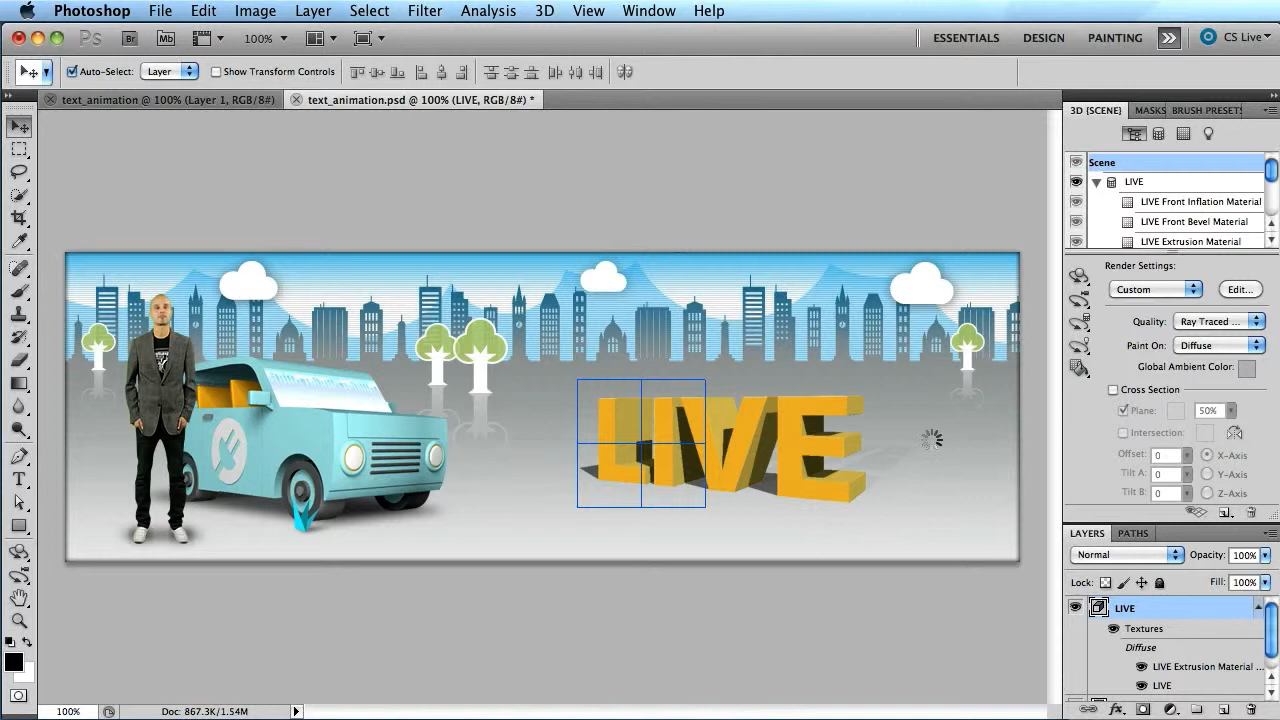 Photoshop File Edit Image Layer Select Filter Analysis 3D View Window Help
Ps Br Mb 100% ESSENTIALS DESIGN PAINTING CS Live
Auto-Select: Layer Show Transform Controls
text_animation @ 100% (Layer 1, RGB/8#) text_animation.psd @ 100% (LIVE, RGB/8#) *
3D {SCENE} MASKS BRUSH PRESETS
Scene
LIVE
LIVE Front Inflation Material
LIVE Front Bevel Material
LIVE Extrusion Material
Render Settings:
Custom Edit...
Quality: Ray Traced ...
Paint On: Diffuse
Global Ambient Color:
Cross Section
Plane: 50%
Intersection:
Offset: 0 X-Axis
Tilt A: 0 Y-Axis
Tilt B: 0 Z-Axis
LIVE
LAYERS PATHS
Normal Opacity: 100%
Lock: Fill: 100%
LIVE
Textures
Diffuse
LIVE Extrusion Material ...
LIVE
100% Doc: 867.3K/1.54M